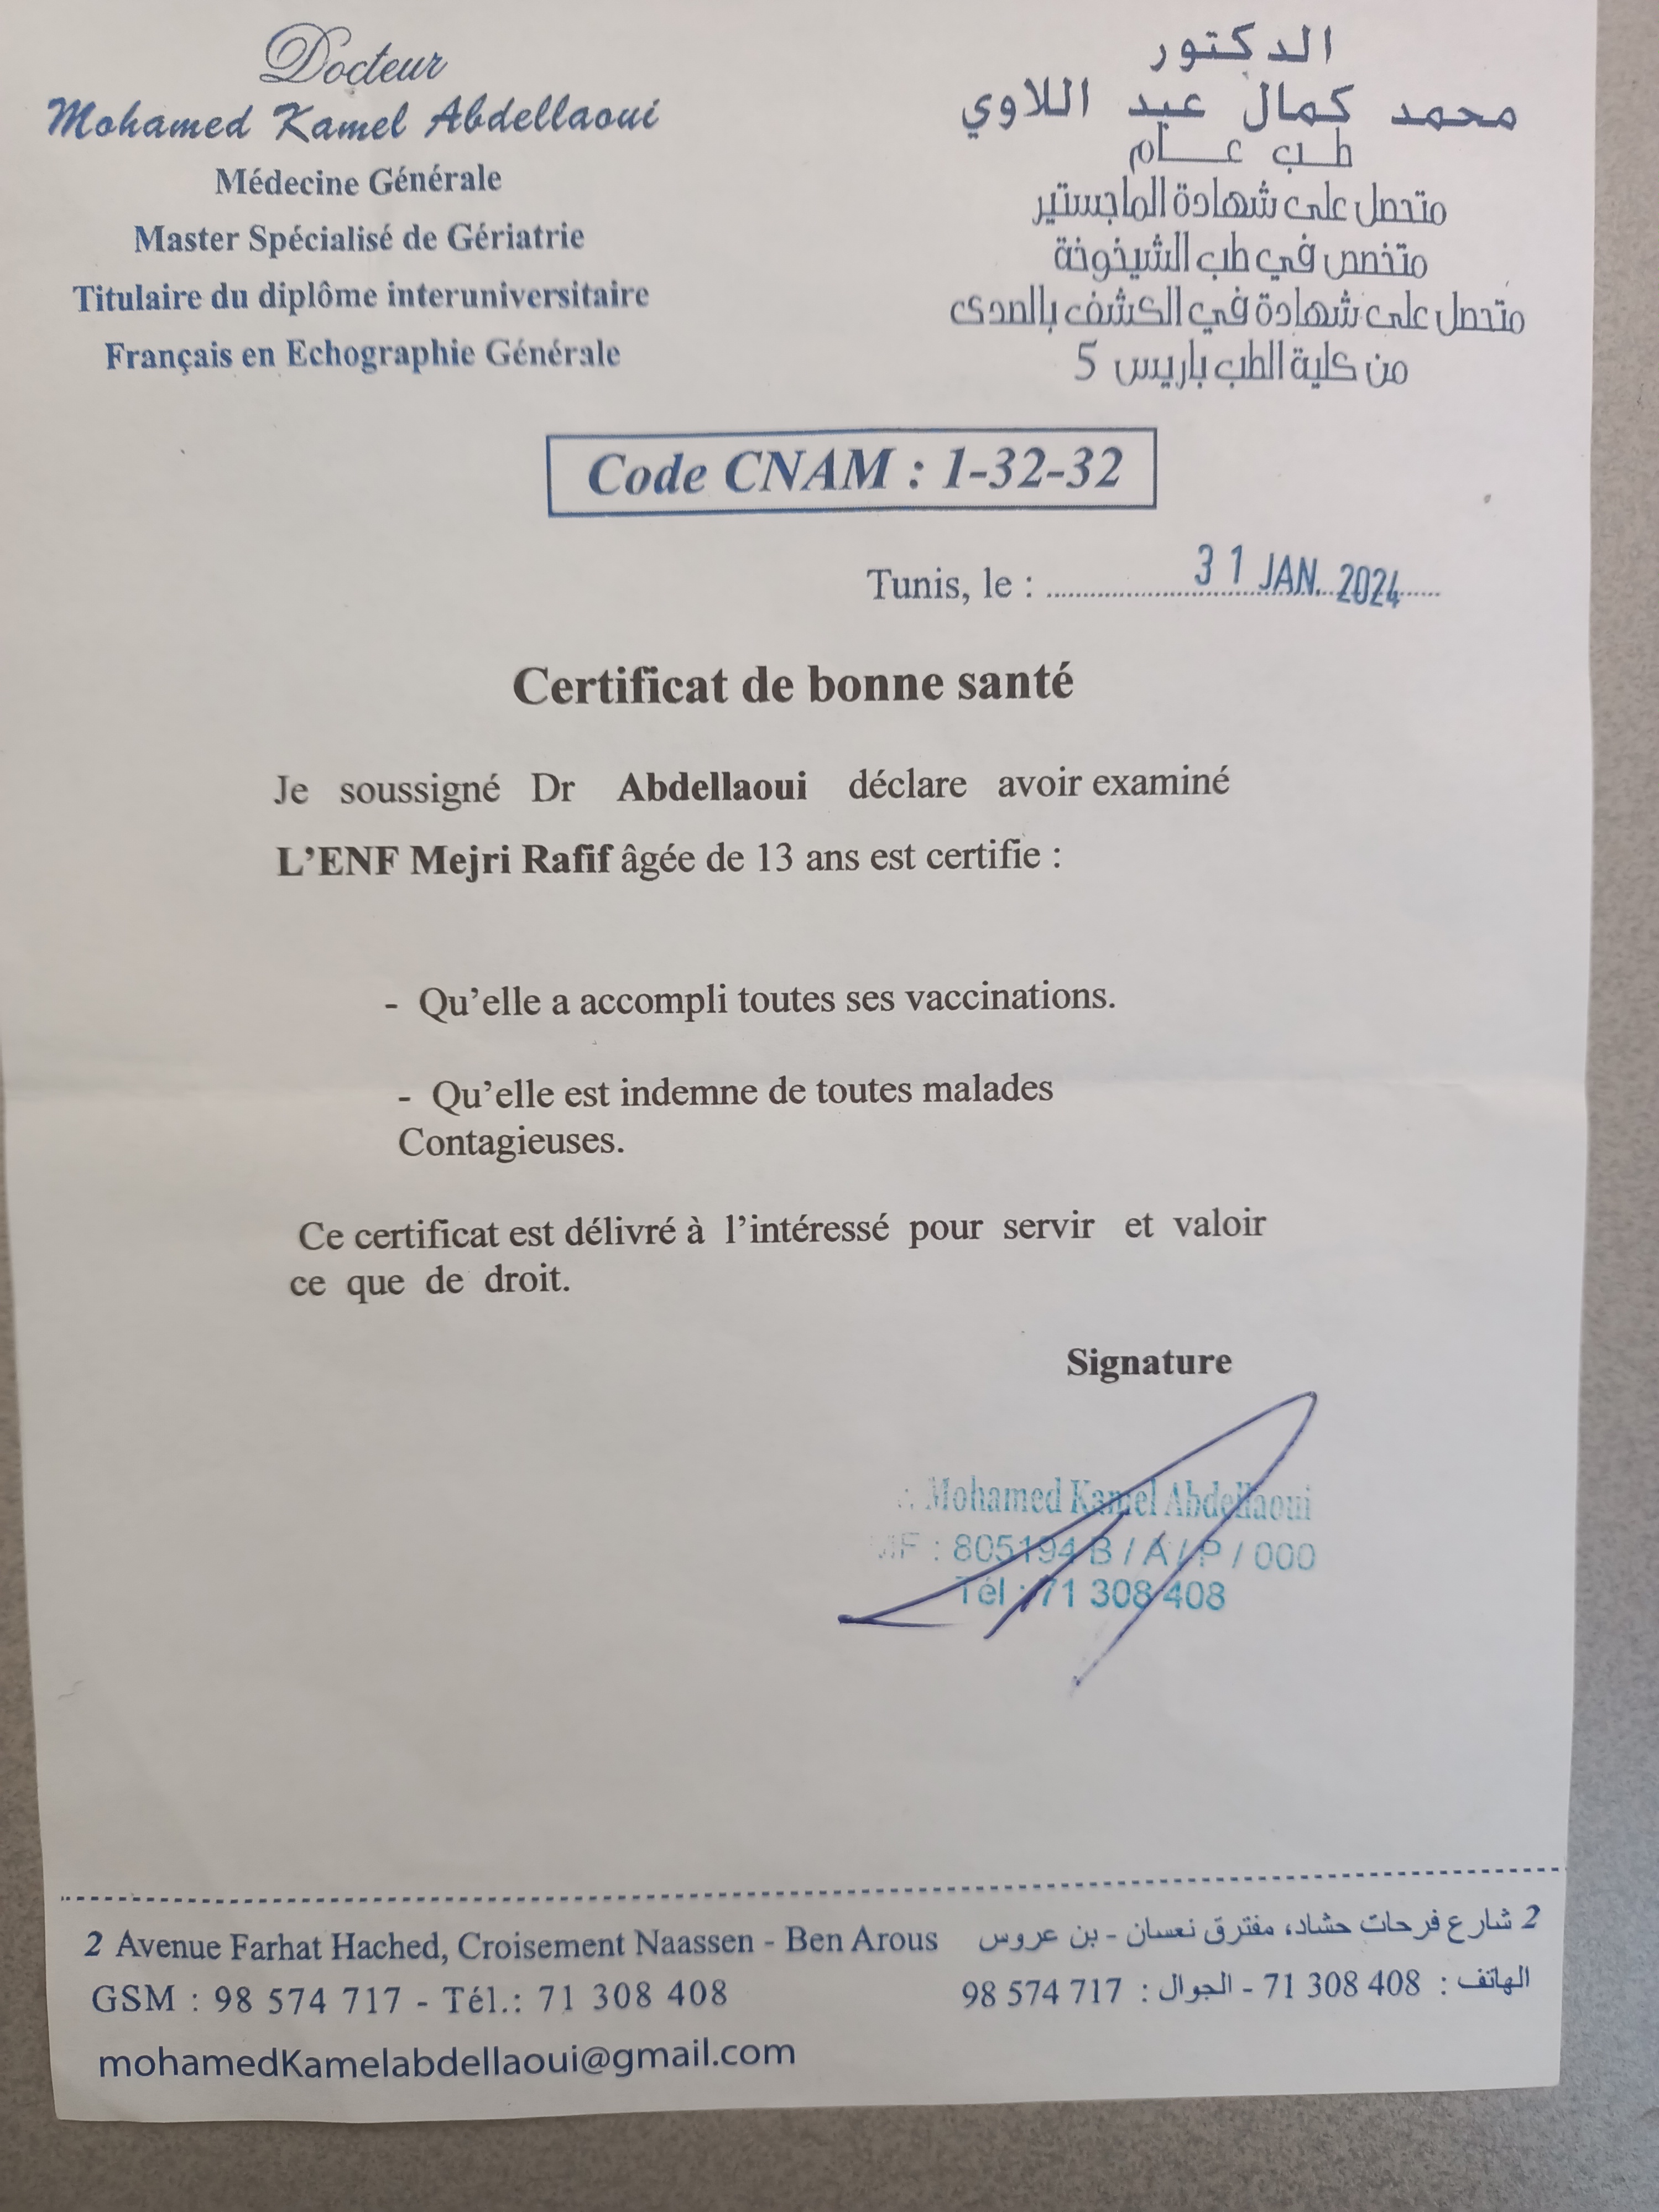 Docteur
Mohamed Kamel Abdellaoui
Médecine Générale
Master Spécialisé de Gériatrie
Titulaire du diplôme interuniversitaire
Français en Echographie Générale
الدكتور
محمد كمال عبد اللاوي
طب عام
متحصل على شهادة الماجستير
متخصص في طب الشيخوخة
متحصل على شهادة في الكشف بالصدى
من كلية الطب باريس 5
Code CNAM : 1-32-32
Tunis, le : 31 JAN. 2024
Certificat de bonne santé
Je soussigné Dr Abdellaoui déclare avoir examiné
L'ENF Mejri Rafif âgée de 13 ans est certifie :
- Qu'elle a accompli toutes ses vaccinations.
- Qu'elle est indemne de toutes malades
Contagieuses.
Ce certificat est délivré à l'intéressé pour servir et valoir
ce que de droit.
Signature
Mohamed Kamel Abdellaoui
MF : 805194 B / A / P / 000
Tél : 71 308 408
2 Avenue Farhat Hached, Croisement Naassen - Ben Arous
GSM : 98 574 717 - Tél.: 71 308 408
mohamedKamelabdellaoui@gmail.com
2 شارع فرحات حشاد، مفترق نعسان - بن عروس
الهاتف : 71 308 408 - الجوال : 98 574 717